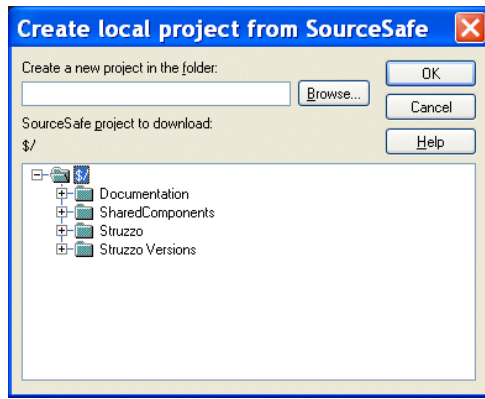 Create local project from SourceSafe
Create a new project in the folder:
Browse...
OK
Cancel
Help
SourceSafe project to download:
$/
$/
Documentation
SharedComponents
Struzzo
Struzzo Versions